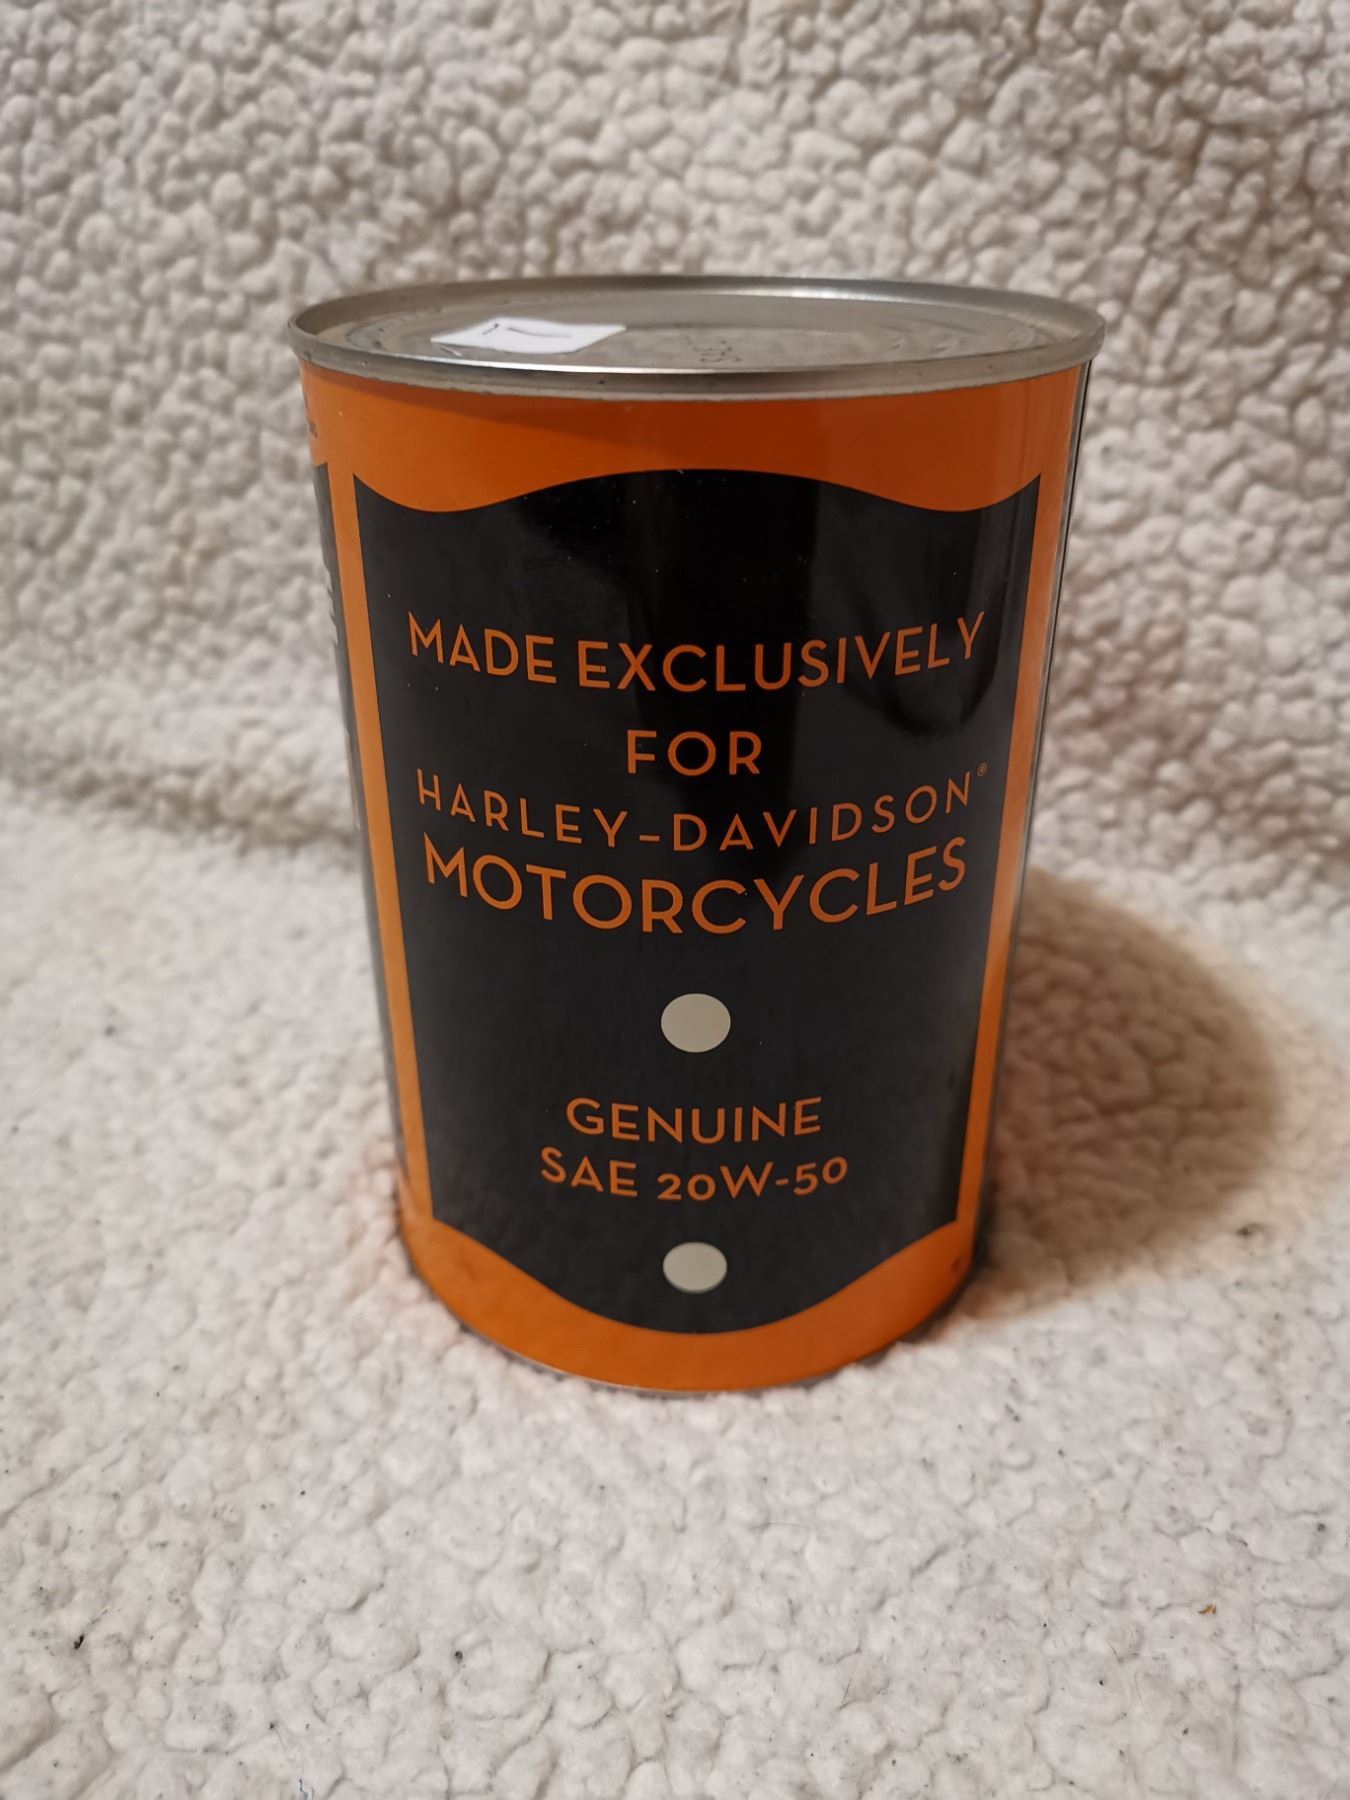 MADE EXCLUSIVELY
FOR
HARLEY-DAVIDSON®
MOTORCYCLES
GENUINE
SAE 20W-50